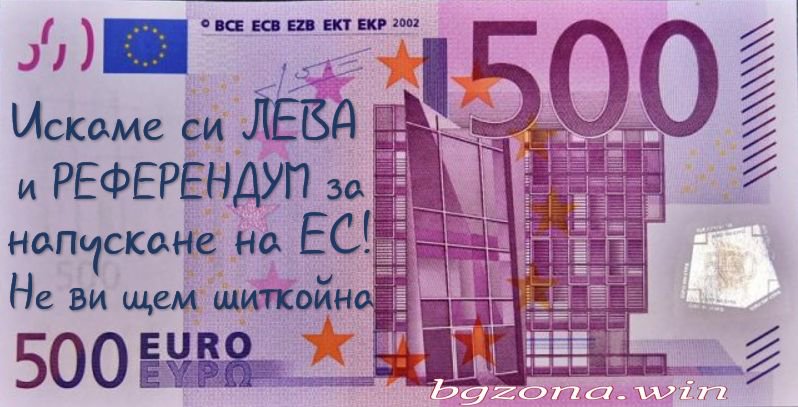 © BCE ECB EZB EKT EKP 2002
500
Искаме си ЛЕВА
и РЕФЕРЕНДУМ за
напускане на ЕС!
Не ви щем шиткойна
500 EURO
ΕΥΡΩ
bgzona.win